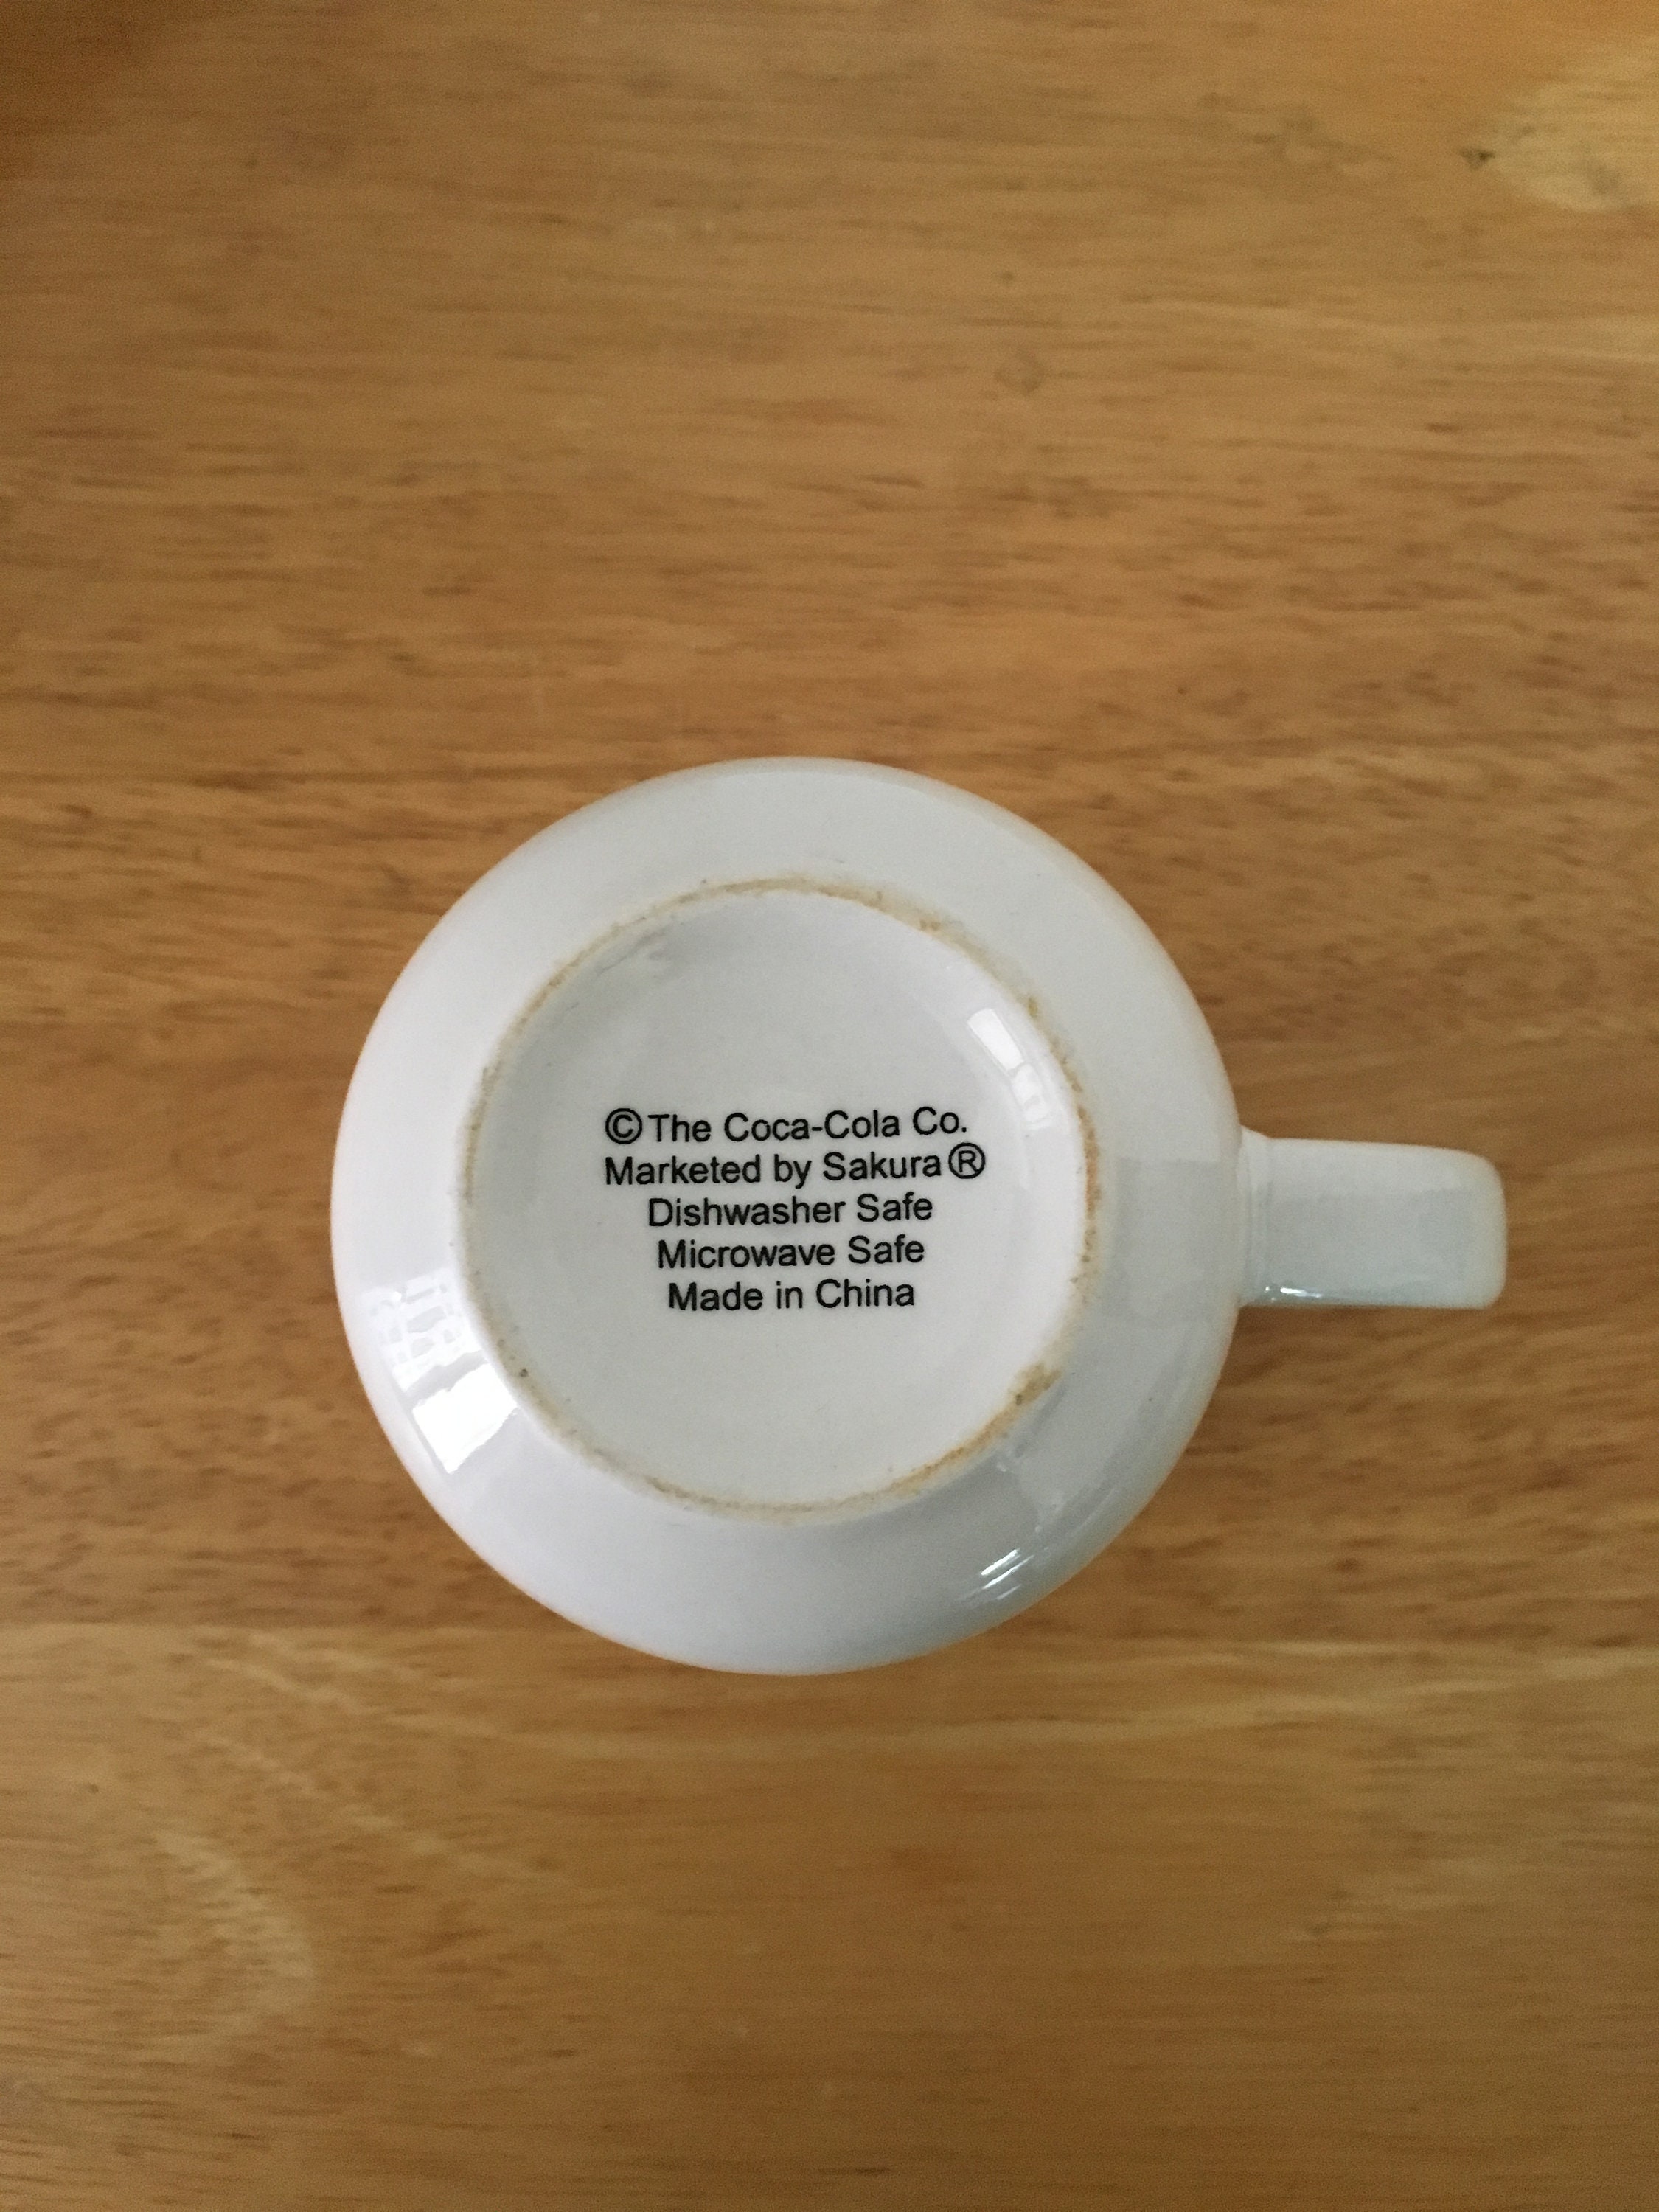 ©The Coca-Cola Co.
Marketed by Sakura®
Dishwasher Safe
Microwave Safe
Made in China